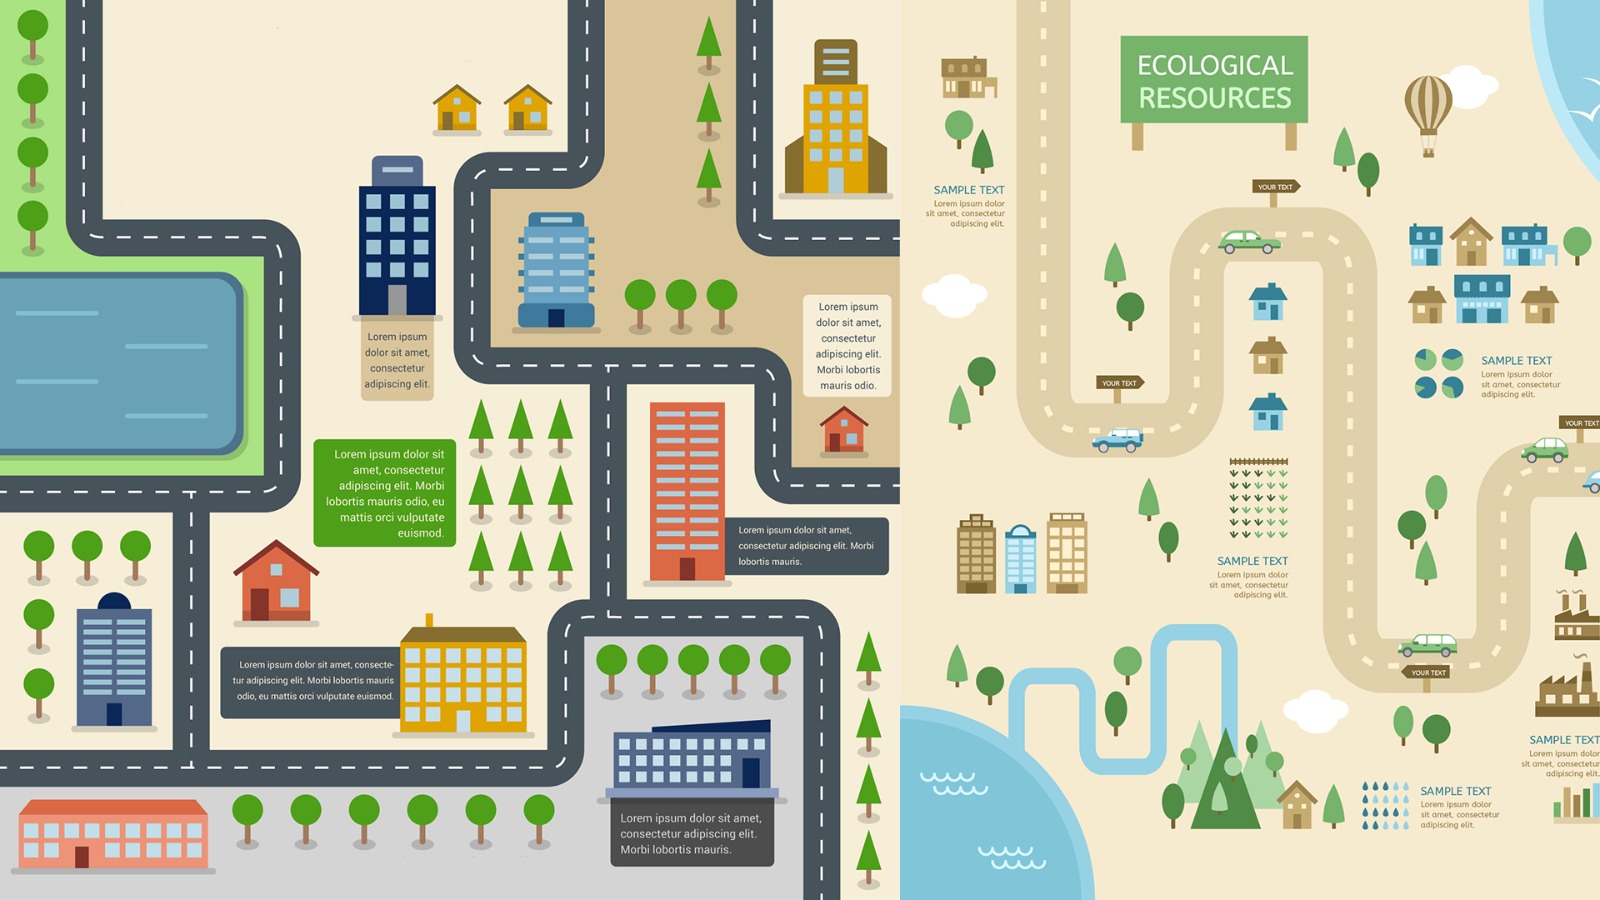 Lorem ipsum
dolor sit amet,
consectetur
adipiscing elit.
Lorem ipsum
dolor sit amet,
consectetur
adipiscing elit.
Morbi lobortis
mauris odio.
Lorem ipsum dolor sit
amet, consectetur
adipiscing elit. Morbi
lobortis mauris odio, eu
mattis orci vulputate
euismod.
Lorem ipsum dolor sit amet,
consectetur adipiscing elit. Morbi
lobortis mauris.
Lorem ipsum dolor sit amet, consecte-
tur adipiscing elit. Morbi lobortis mauris
odio, eu mattis orci vulputate euismod.
Lorem ipsum dolor sit amet,
consectetur adipiscing elit.
Morbi lobortis mauris.
ECOLOGICAL
RESOURCES
SAMPLE TEXT
Lorem ipsum dolor
sit amet, consectetur
adipiscing elit.
YOUR TEXT
YOUR TEXT
SAMPLE TEXT
Lorem ipsum dolor
sit amet, consectetur
adipiscing elit.
YOUR TEXT
SAMPLE TEXT
Lorem ipsum dolor
sit amet, consectetur
adipiscing elit.
YOUR TEXT
SAMPLE TEXT
Lorem ipsum dolor
sit amet, consectetur
adipiscing elit.
SAMPLE TEXT
Lorem ipsum dolor
sit amet, consectetur
adipiscing elit.